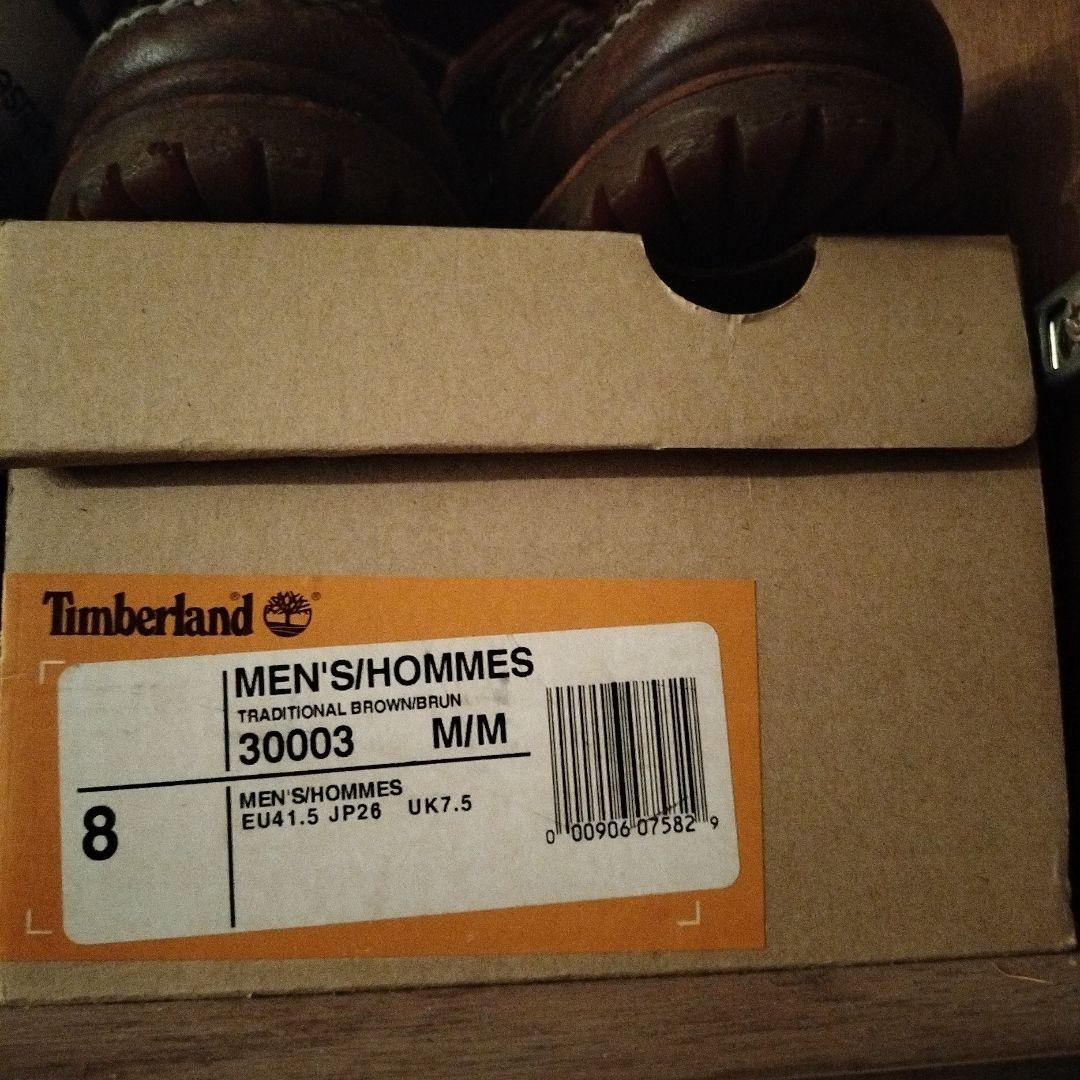 Timberland®®
MEN'S/HOMMES
TRADITIONAL BROWN/BRUN
30003 M/M
8
MEN'S/HOMMES
EU41.5 JP26 UK7.5
0 00906 07582 9